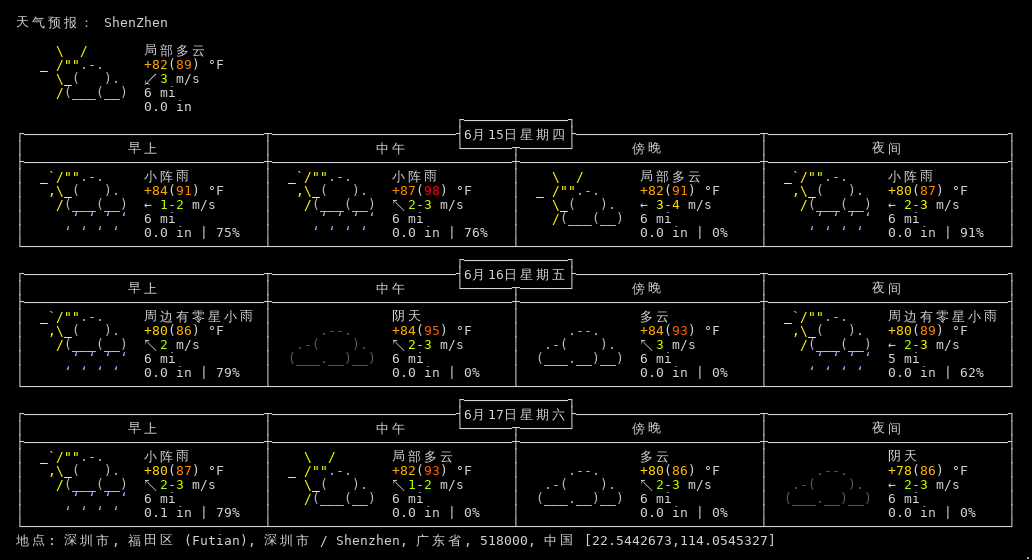 天气预报: ShenZhen
局部多云
+82(89) °F
↙ 3 m/s
6 mi
0.0 in
6月15日星期四
早上 中午 傍晚 夜间
小阵雨 小阵雨 局部多云 小阵雨
+84(91) °F +87(98) °F +82(91) °F +80(87) °F
← 1-2 m/s ↖ 2-3 m/s ← 3-4 m/s ← 2-3 m/s
6 mi 6 mi 6 mi 6 mi
0.0 in | 75% 0.0 in | 76% 0.0 in | 0% 0.0 in | 91%
6月16日星期五
早上 中午 傍晚 夜间
周边有零星小雨 阴天 多云 周边有零星小雨
+80(86) °F +84(95) °F +84(93) °F +80(89) °F
↖ 2 m/s ↖ 2-3 m/s ↖ 3 m/s ← 2-3 m/s
6 mi 6 mi 6 mi 5 mi
0.0 in | 79% 0.0 in | 0% 0.0 in | 0% 0.0 in | 62%
6月17日星期六
早上 中午 傍晚 夜间
小阵雨 局部多云 多云 阴天
+80(87) °F +82(93) °F +80(86) °F +78(86) °F
↖ 2-3 m/s ↖ 1-2 m/s ↖ 2-3 m/s ← 2-3 m/s
6 mi 6 mi 6 mi 6 mi
0.1 in | 79% 0.0 in | 0% 0.0 in | 0% 0.0 in | 0%
地点: 深圳市, 福田区 (Futian), 深圳市 / Shenzhen, 广东省, 518000, 中国 [22.5442673,114.0545327]